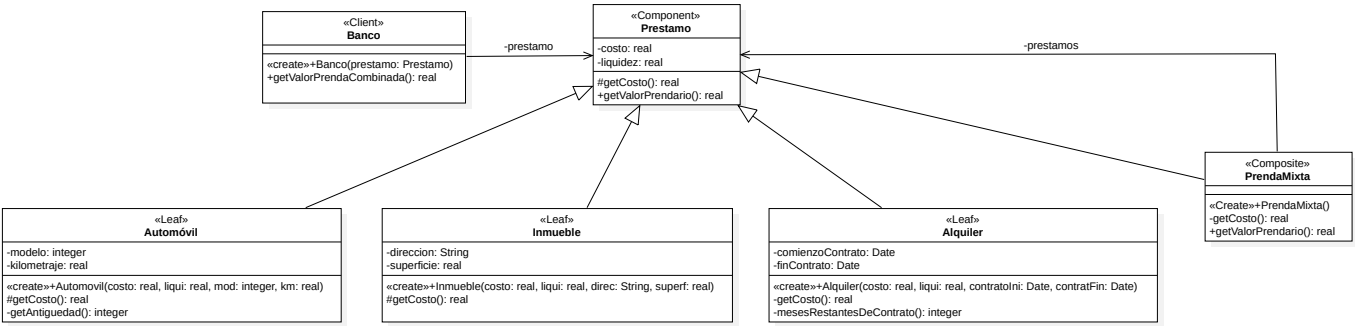 «Client»
Banco
«create»+Banco(prestamo: Prestamo)
+getValorPrendaCombinada(): real
-prestamo
«Component»
Prestamo
-costo: real
-liquidez: real
#getCosto(): real
+getValorPrendario(): real
-prestamos
«Composite»
PrendaMixta
«Create»+PrendaMixta()
-getCosto(): real
+getValorPrendario(): real
«Leaf»
Automóvil
-modelo: integer
-kilometraje: real
«create»+Automovil(costo: real, liqui: real, mod: integer, km: real)
#getCosto(): real
-getAntiguedad(): integer
«Leaf»
Inmueble
-direccion: String
-superficie: real
«create»+Inmueble(costo: real, liqui: real, direc: String, superf: real)
#getCosto(): real
«Leaf»
Alquiler
-comienzoContrato: Date
-finContrato: Date
«create»+Alquiler(costo: real, liqui: real, contratoIni: Date, contratFin: Date)
-getCosto(): real
-mesesRestantesDeContrato(): integer